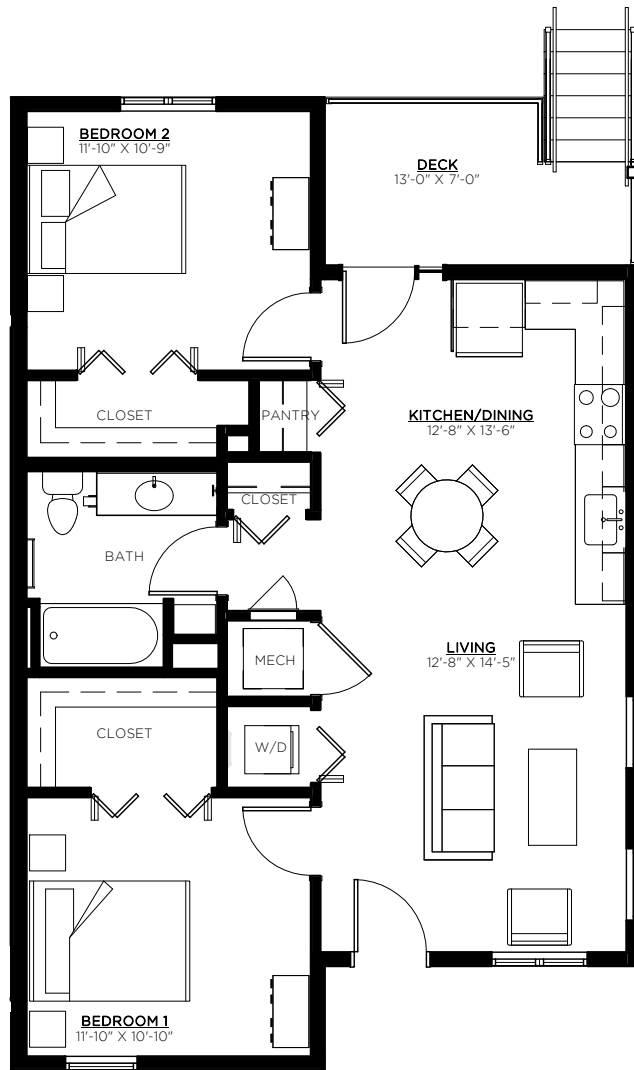 BEDROOM 2
11'-10" X 10'-9"
DECK
13'-0" X 7'-0"
CLOSET
PANTRY
KITCHEN/DINING
12'-8" X 13'-6"
CLOSET
BATH
LIVING
12'-8" X 14'-5"
MECH
CLOSET
W/D
BEDROOM 1
11'-10" X 10'-10"